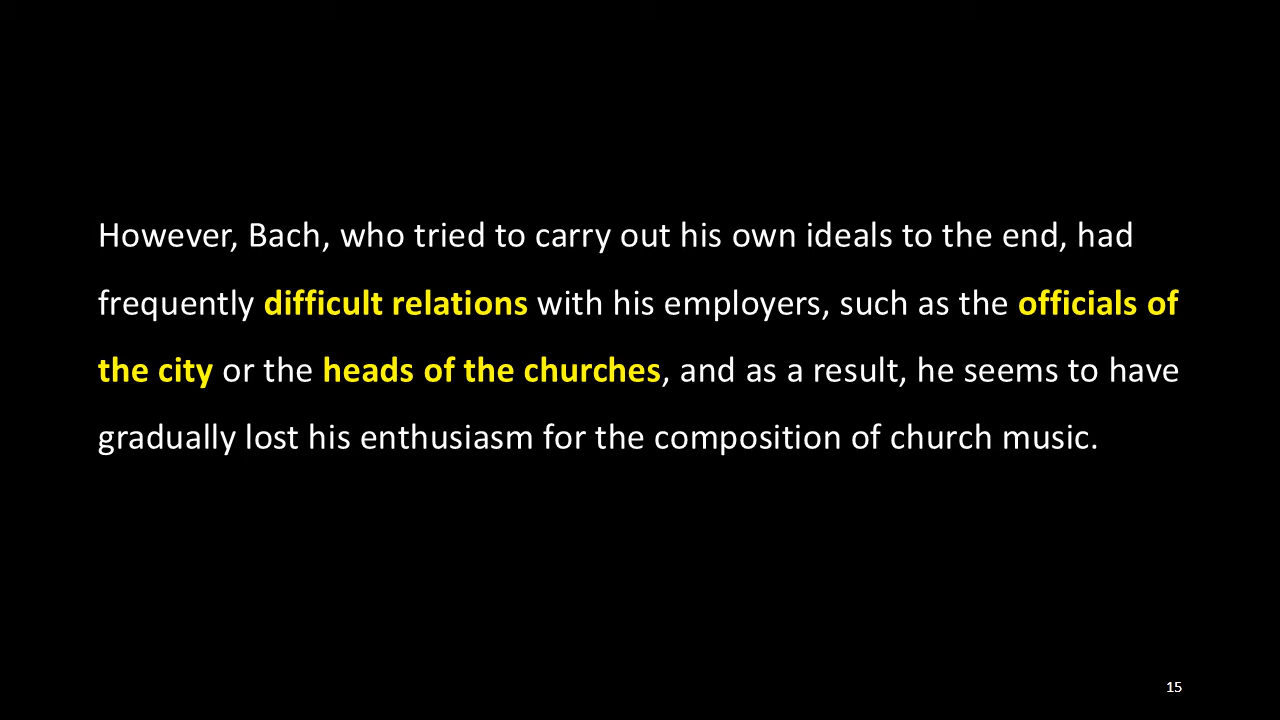 However, Bach, who tried to carry out his own ideals to the end, had
frequently difficult relations with his employers, such as the officials of
the city or the heads of the churches, and as a result, he seems to have
gradually lost his enthusiasm for the composition of church music.
15